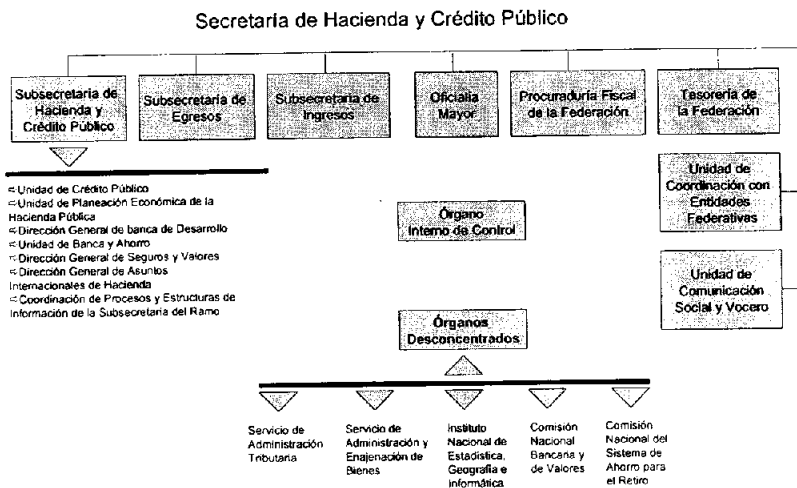 Secretaría de Hacienda y Crédito Público
Subsecretaría de
Hacienda y
Crédito Público
Subsecretaría de
Egresos
Subsecretaría de
Ingresos
Oficialia
Mayor
Procuraduría Fiscal
de la Federación
Tesorería de
la Federación
Unidad de Crédito Público
Unidad de Planeación Económica de la
Hacienda Pública
Dirección General de banca de Desarrollo
Unidad de Banca y Ahorro
Dirección General de Seguros y Valores
Dirección General de Asuntos
Internacionales de Hacienda
Coordinación de Procesos y Estructuras de
Información de la Subsecretaria del Ramo
Órgano
Interno de Control
Unidad de
Coordinación con
Entidades
Federativas
Unidad de
Comunicación
Social y Vocero
Órganos
Desconcentrados
Servicio de
Administración
Tributaria
Servicio de
Administración y
Enajenación de
Bienes
Instituto
Nacional de
Estadística,
Geografía e
Informática
Comisión
Nacional
Bancaria y
de Valores
Comisión
Nacional del
Sistema de
Ahorro para
el Retiro